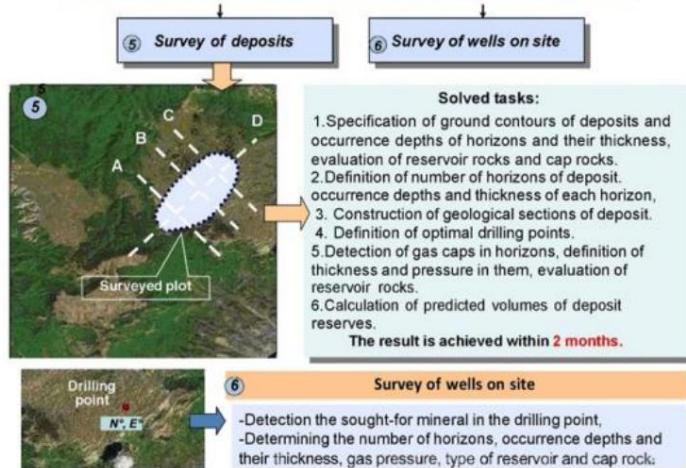 5 Survey of deposits
6 Survey of wells on site
5
5
C
B
D
A
Surveyed plot
Solved tasks:
1.Specification of ground contours of deposits and
occurrence depths of horizons and their thickness,
evaluation of reservoir rocks and cap rocks.
2.Definition of number of horizons of deposit.
occurrence depths and thickness of each horizon,
3. Construction of geological sections of deposit.
4. Definition of optimal drilling points.
5.Detection of gas caps in horizons, definition of
thickness and pressure in them, evaluation of
reservoir rocks.
6.Calculation of predicted volumes of deposit
reserves.
The result is achieved within 2 months.
Drilling
point
N°, E°
6 Survey of wells on site
-Detection the sought-for mineral in the drilling point,
-Determining the number of horizons, occurrence depths and
their thickness, gas pressure, type of reservoir and cap rock.